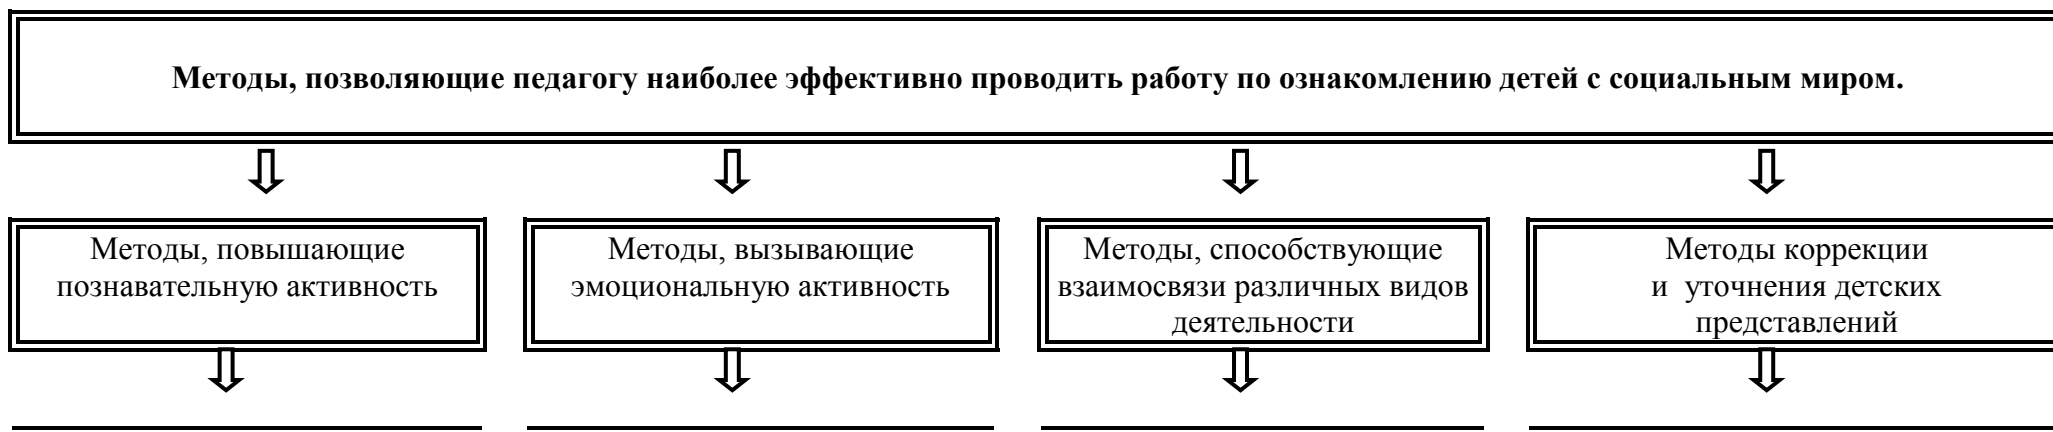 Методы, позволяющие педагогу наиболее эффективно проводить работу по ознакомлению детей с социальным миром.
Методы, повышающие
познавательную активность
Методы, вызывающие
эмоциональную активность
Методы, способствующие
взаимосвязи различных видов
деятельности
Методы коррекции
и уточнения детских
представлений